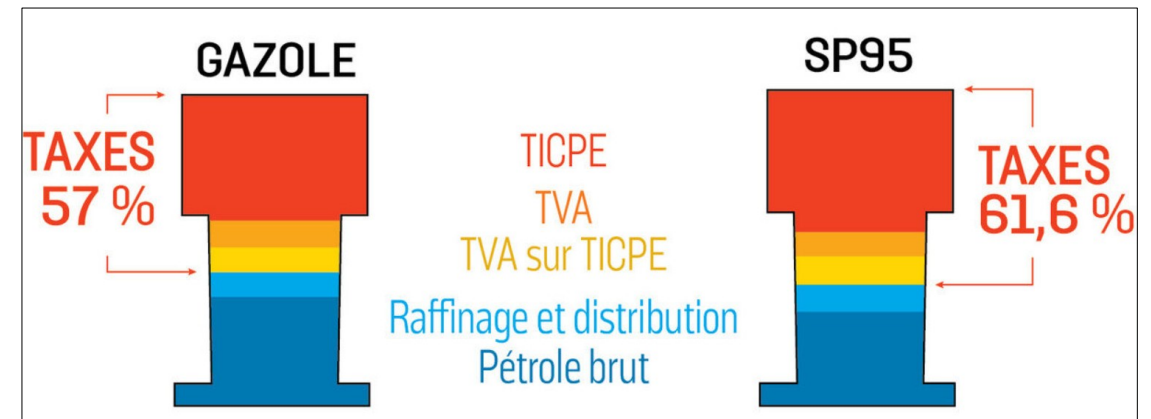 GAZOLE
TAXES
57 %
TICPE
TVA
TVA sur TICPE
Raffinage et distribution
Pétrole brut
SP95
TAXES
61,6 %